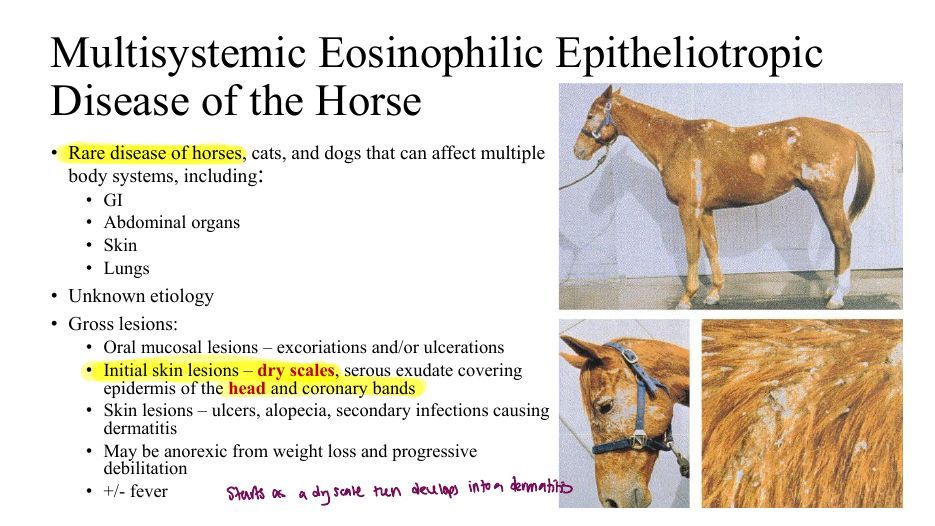 Multisystemic Eosinophilic Epitheliotropic
Disease of the Horse
• Rare disease of horses, cats, and dogs that can affect multiple
body systems, including:
• GI
• Abdominal organs
• Skin
• Lungs
• Unknown etiology
• Gross lesions:
• Oral mucosal lesions – excoriations and/or ulcerations
• Initial skin lesions – dry scales, serous exudate covering
epidermis of the head and coronary bands
• Skin lesions – ulcers, alopecia, secondary infections causing
dermatitis
• May be anorexic from weight loss and progressive
debilitation
• +/- fever
Starts as a dry scale then develops into a dermatitis